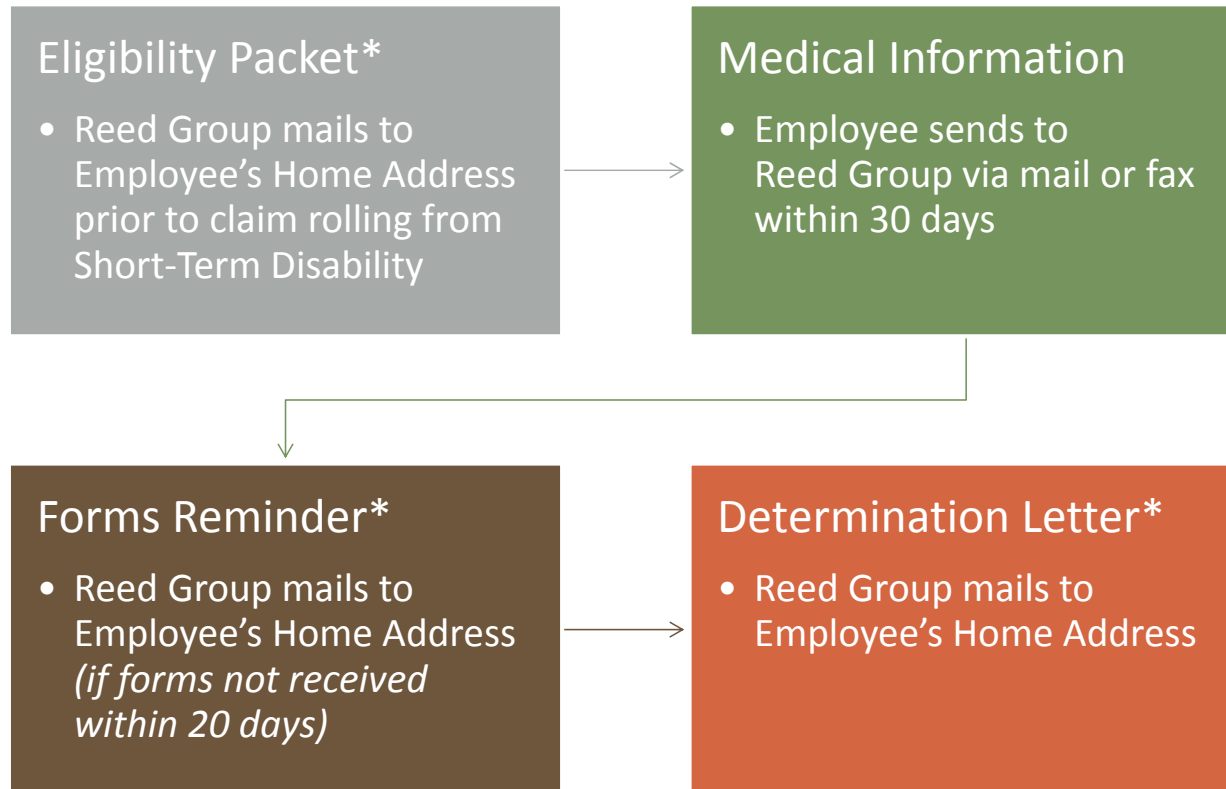 Eligibility Packet*
• Reed Group mails to
Employee’s Home Address
prior to claim rolling from
Short-Term Disability
Medical Information
• Employee sends to
Reed Group via mail or fax
within 30 days
Forms Reminder*
• Reed Group mails to
Employee’s Home Address
(if forms not received
within 20 days)
Determination Letter*
• Reed Group mails to
Employee’s Home Address